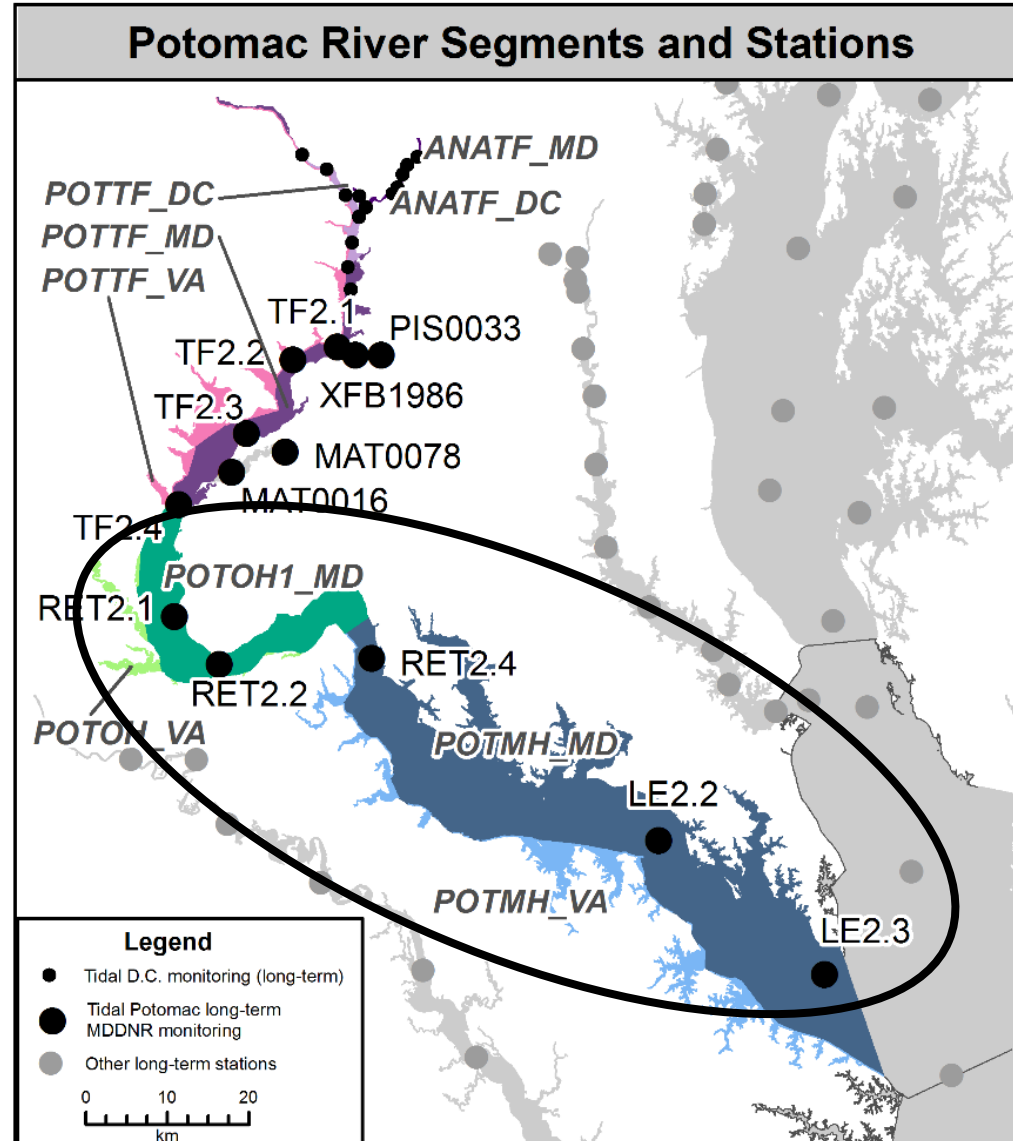 Potomac River Segments and Stations
ANATF_MD
POTTF_DC
ANATF_DC
POTTF_MD
POTTF_VA
TF2.1
PIS0033
TF2.2
XFB1986
TF2.3
MAT0078
MAT0016
TF2.4
POTOH1_MD
RET2.1
RET2.4
RET2.2
POTOH_VA
POTMH_MD
LE2.2
POTMH_VA
LE2.3
Legend
Tidal D.C. monitoring (long-term)
Tidal Potomac long-term
MDDNR monitoring
Other long-term stations
0 10 20
km